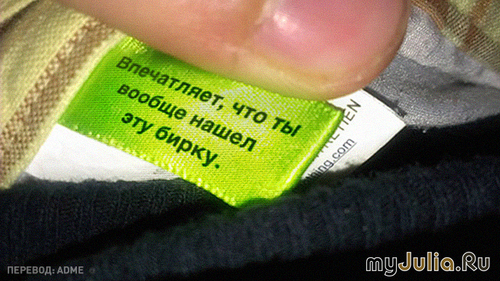 Впечатляет, что ты
вообще нашел
эту бирку.
ПЕРЕВОД: ADME
myJulia.Ru